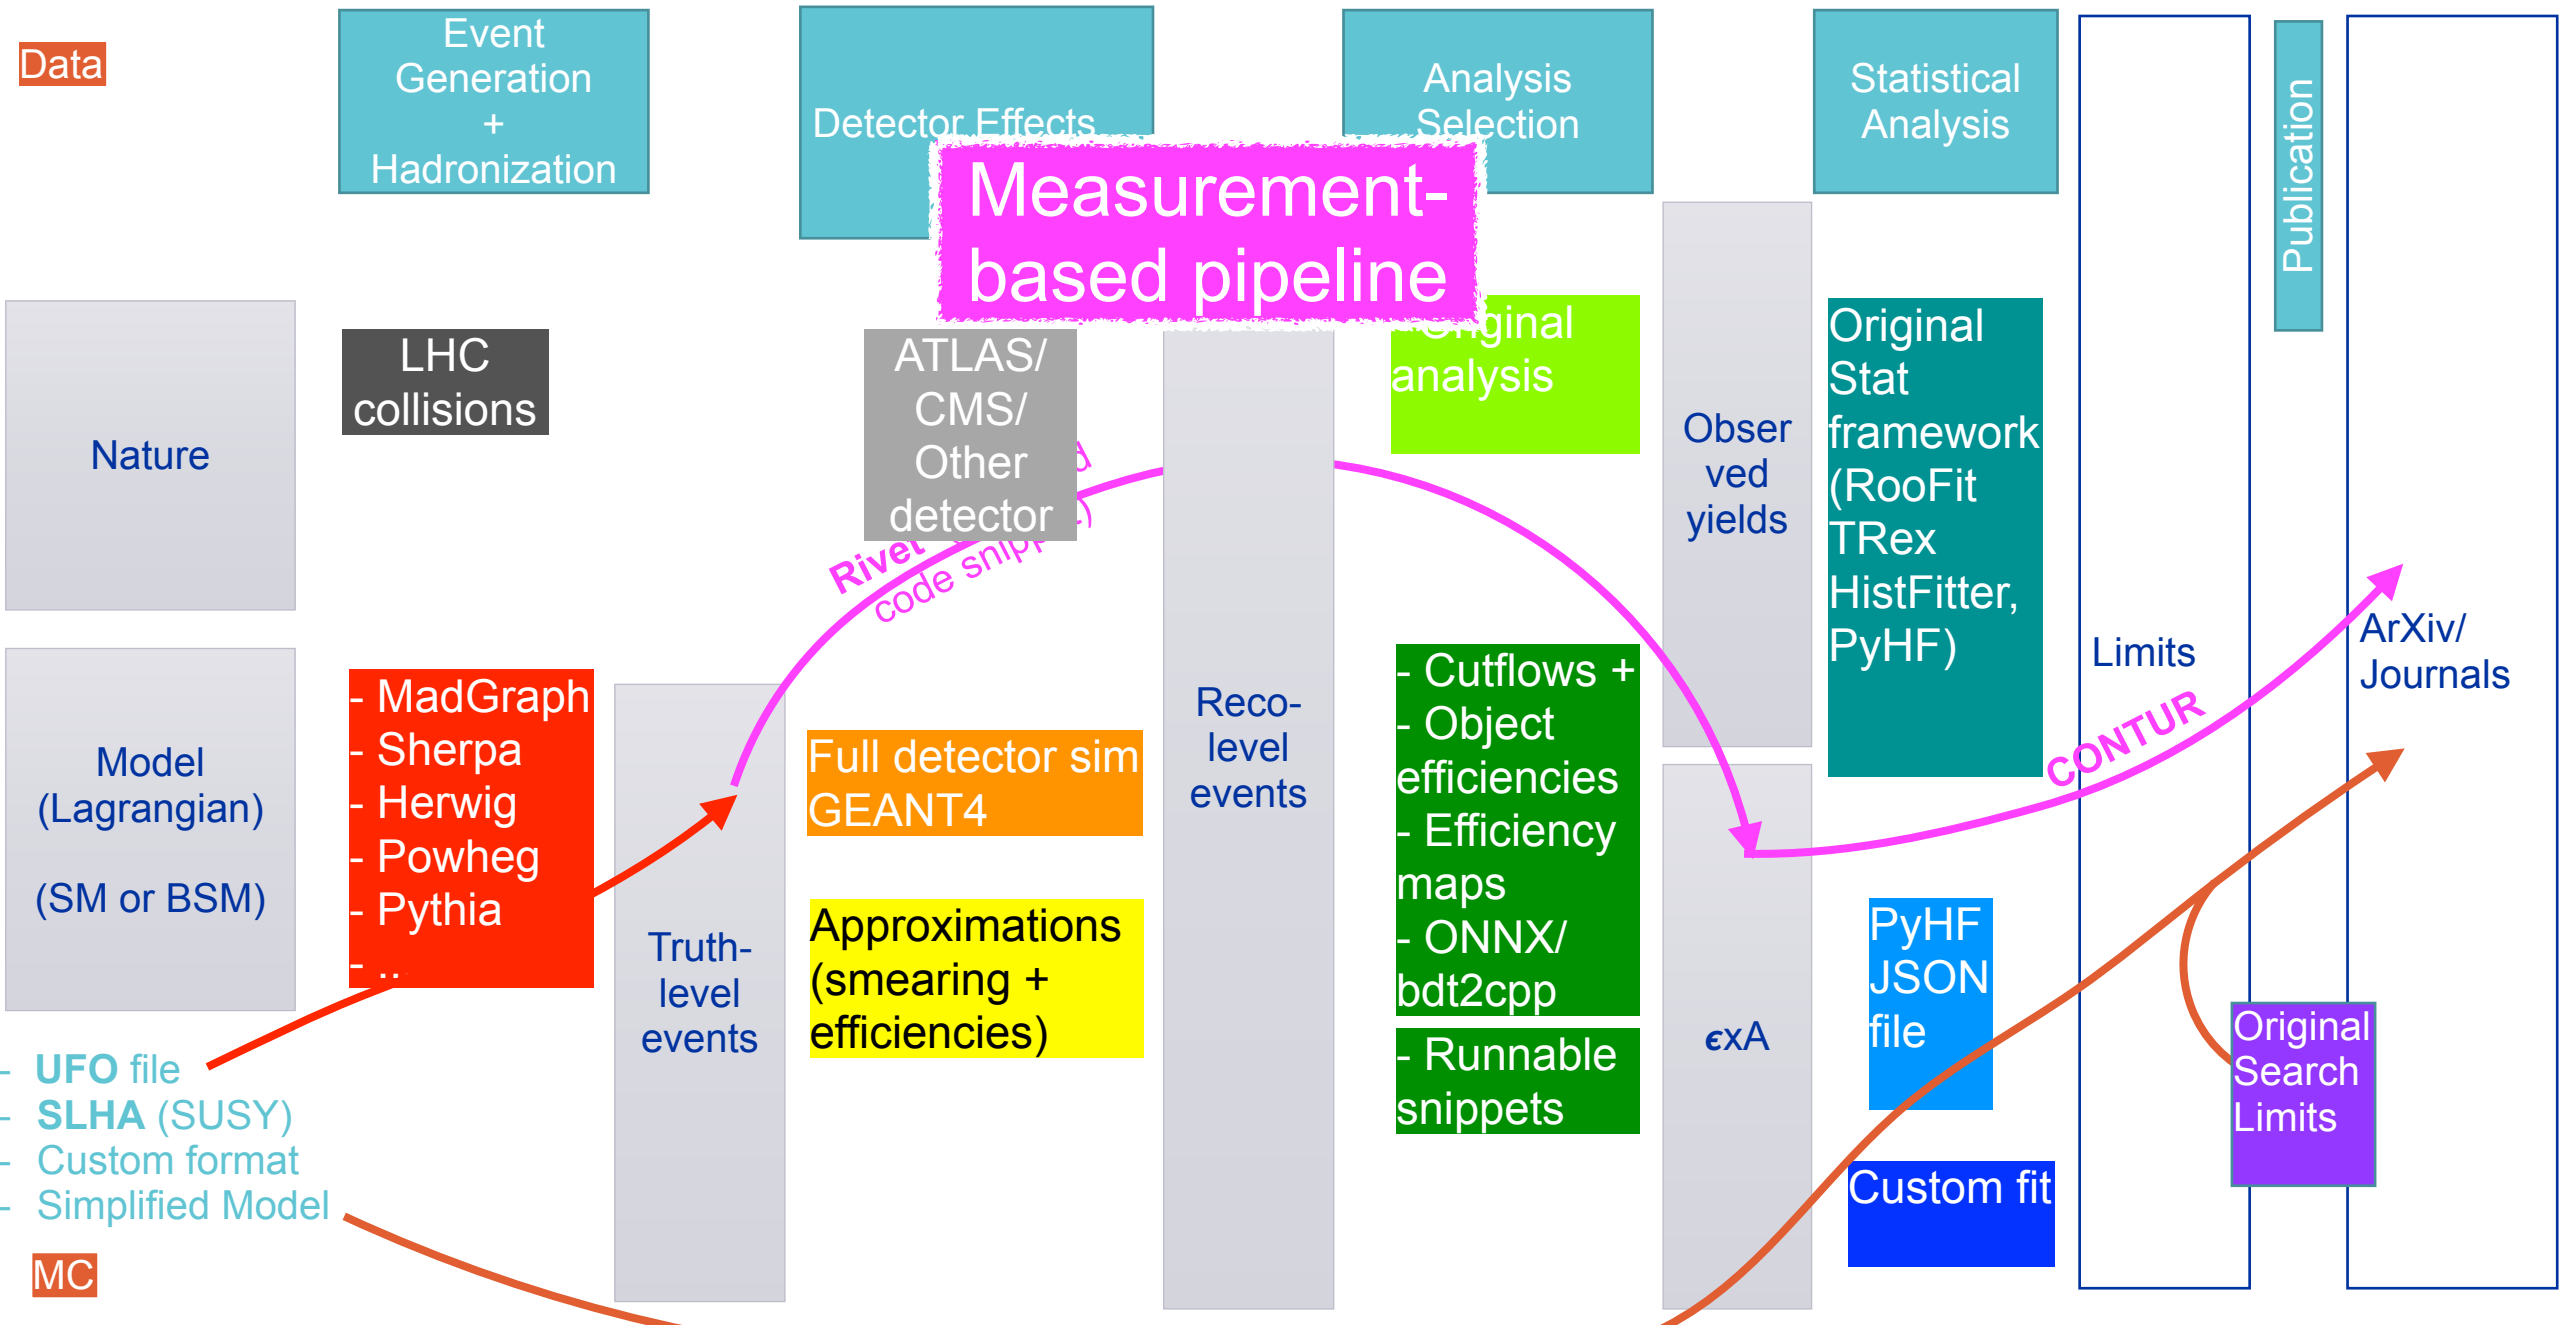 Data
Event
Generation
+
Hadronization
Detector Effects
Analysis
Selection
Statistical
Analysis
Publication
Measurement-
based pipeline
Nature
LHC
collisions
ATLAS/
CMS/
Other
detector
Rivet
code
Original
analysis
Obser
ved
yields
Original
Stat
framework
(RooFit
TRex
HistFitter,
PyHF)
Limits
ArXiv/
Journals
CONTUR
Model
(Lagrangian)
(SM or BSM)
- MadGraph
- Sherpa
- Herwig
- Powheg
- Pythia
- ...
Truth-
level
events
Full detector sim
GEANT4
Approximations
(smearing +
efficiencies)
Reco-
level
events
- Cutflows +
- Object
efficiencies
- Efficiency
maps
- ONNX/
bdt2cpp
- Runnable
snippets
ϵxA
PyHF
JSON
file
Custom fit
Original
Search
Limits
- UFO file
- SLHA (SUSY)
- Custom format
- Simplified Model
MC